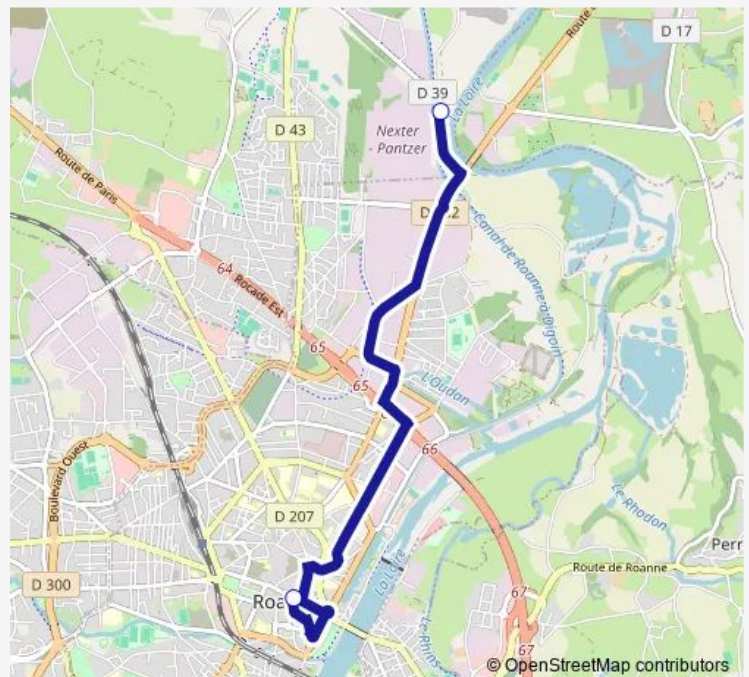 D 17
D 39
La Loire
D 43
Nexter
- Pantzer
Route de Paris
64
Rocade Est
Canal de Roanne à Digoin
65
65
L'Oudan
66
Boulevard Ouest
D 207
La Loire
Le Rhodon
Perr
Route de Roanne
D 300
Roa
67
67
Le Rhins
© OpenStreetMap contributors